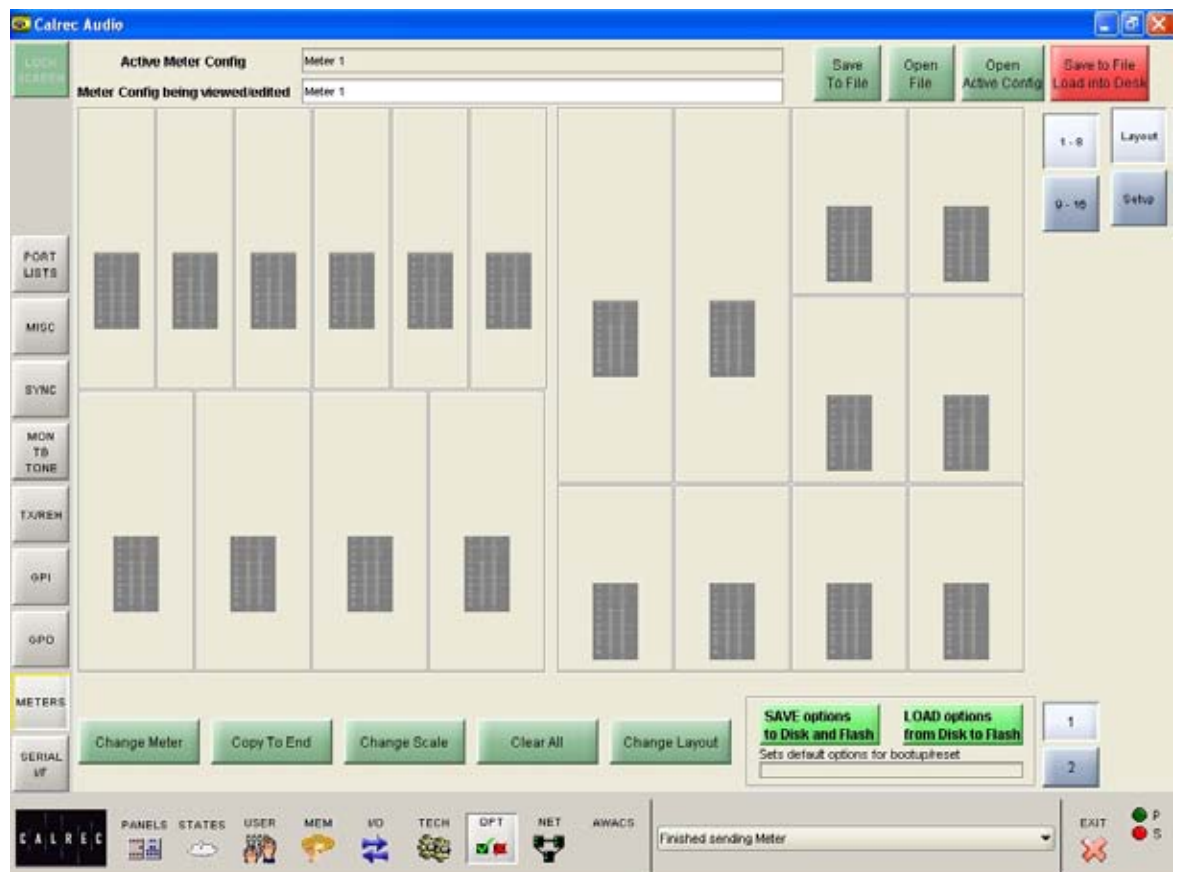 Calrec Audio
LOCK
SCREEN
Active Meter Config
Meter 1
Meter Config being viewed/edited
Meter 1
Save
To File
Open
File
Open
Active Config
Save to File
Load into Desk
1 - 8
Layout
9 - 16
Setup
PORT
LISTS
MISC
SYNC
MON
TB
TONE
TX/REH
GPI
GPO
METERS
SERIAL
I/F
Change Meter
Copy To End
Change Scale
Clear All
Change Layout
SAVE options
to Disk and Flash
LOAD options
from Disk to Flash
Sets default options for bootup/reset
1
2
CALREC
PANELS
STATES
USER
MEM
I/O
TECH
OPT
NET
AWACS
Finished sending Meter
EXIT
P
S